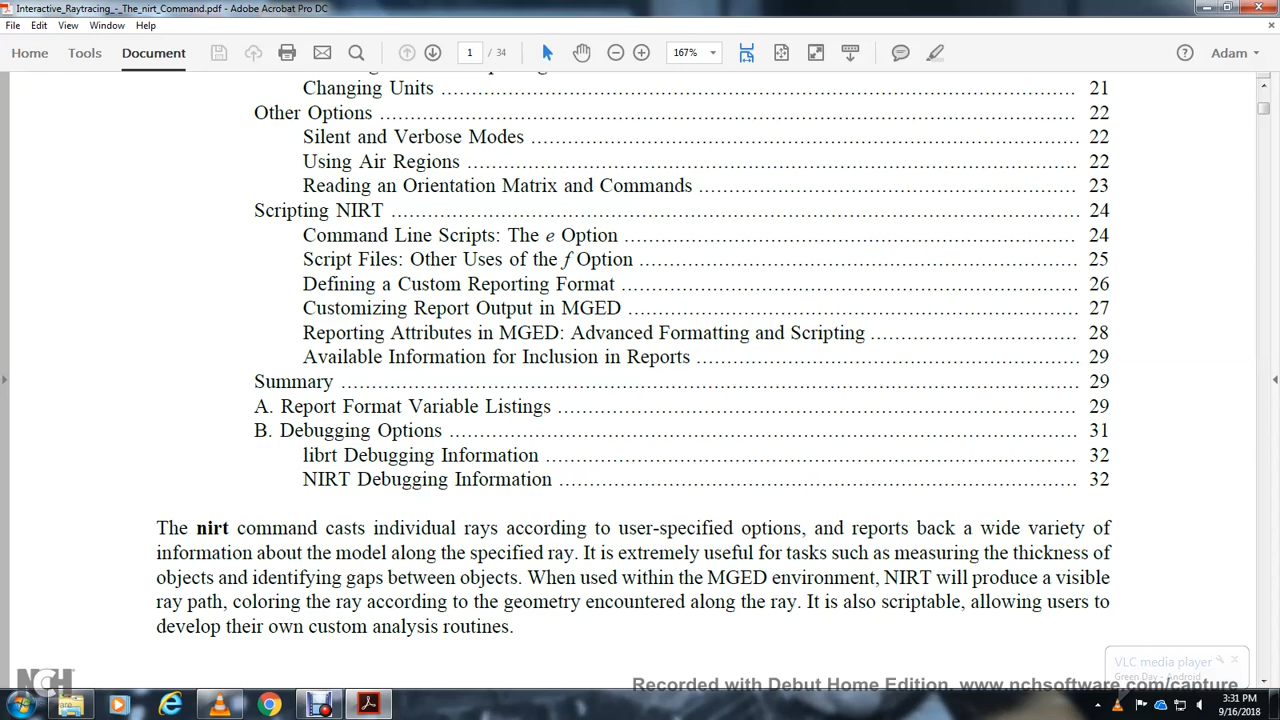 Interactive_Raytracing_-_The_nirt_Command.pdf - Adobe Acrobat Pro DC
File Edit View Window Help
Home Tools Document 1 / 34 167% Adam
Changing Units 21
Other Options 22
Silent and Verbose Modes 22
Using Air Regions 22
Reading an Orientation Matrix and Commands 23
Scripting NIRT 24
Command Line Scripts: The e Option 24
Script Files: Other Uses of the f Option 25
Defining a Custom Reporting Format 26
Customizing Report Output in MGED 27
Reporting Attributes in MGED: Advanced Formatting and Scripting 28
Available Information for Inclusion in Reports 29
Summary 29
A. Report Format Variable Listings 29
B. Debugging Options 31
librt Debugging Information 32
NIRT Debugging Information 32
The nirt command casts individual rays according to user-specified options, and reports back a wide variety of
information about the model along the specified ray. It is extremely useful for tasks such as measuring the thickness of
objects and identifying gaps between objects. When used within the MGED environment, NIRT will produce a visible
ray path, coloring the ray according to the geometry encountered along the ray. It is also scriptable, allowing users to
develop their own custom analysis routines.
VLC media player
Green Day - Android
NCH
Recorded with Debut Home Edition. www.nchsoftware.com/capture
3:31 PM
9/16/2018